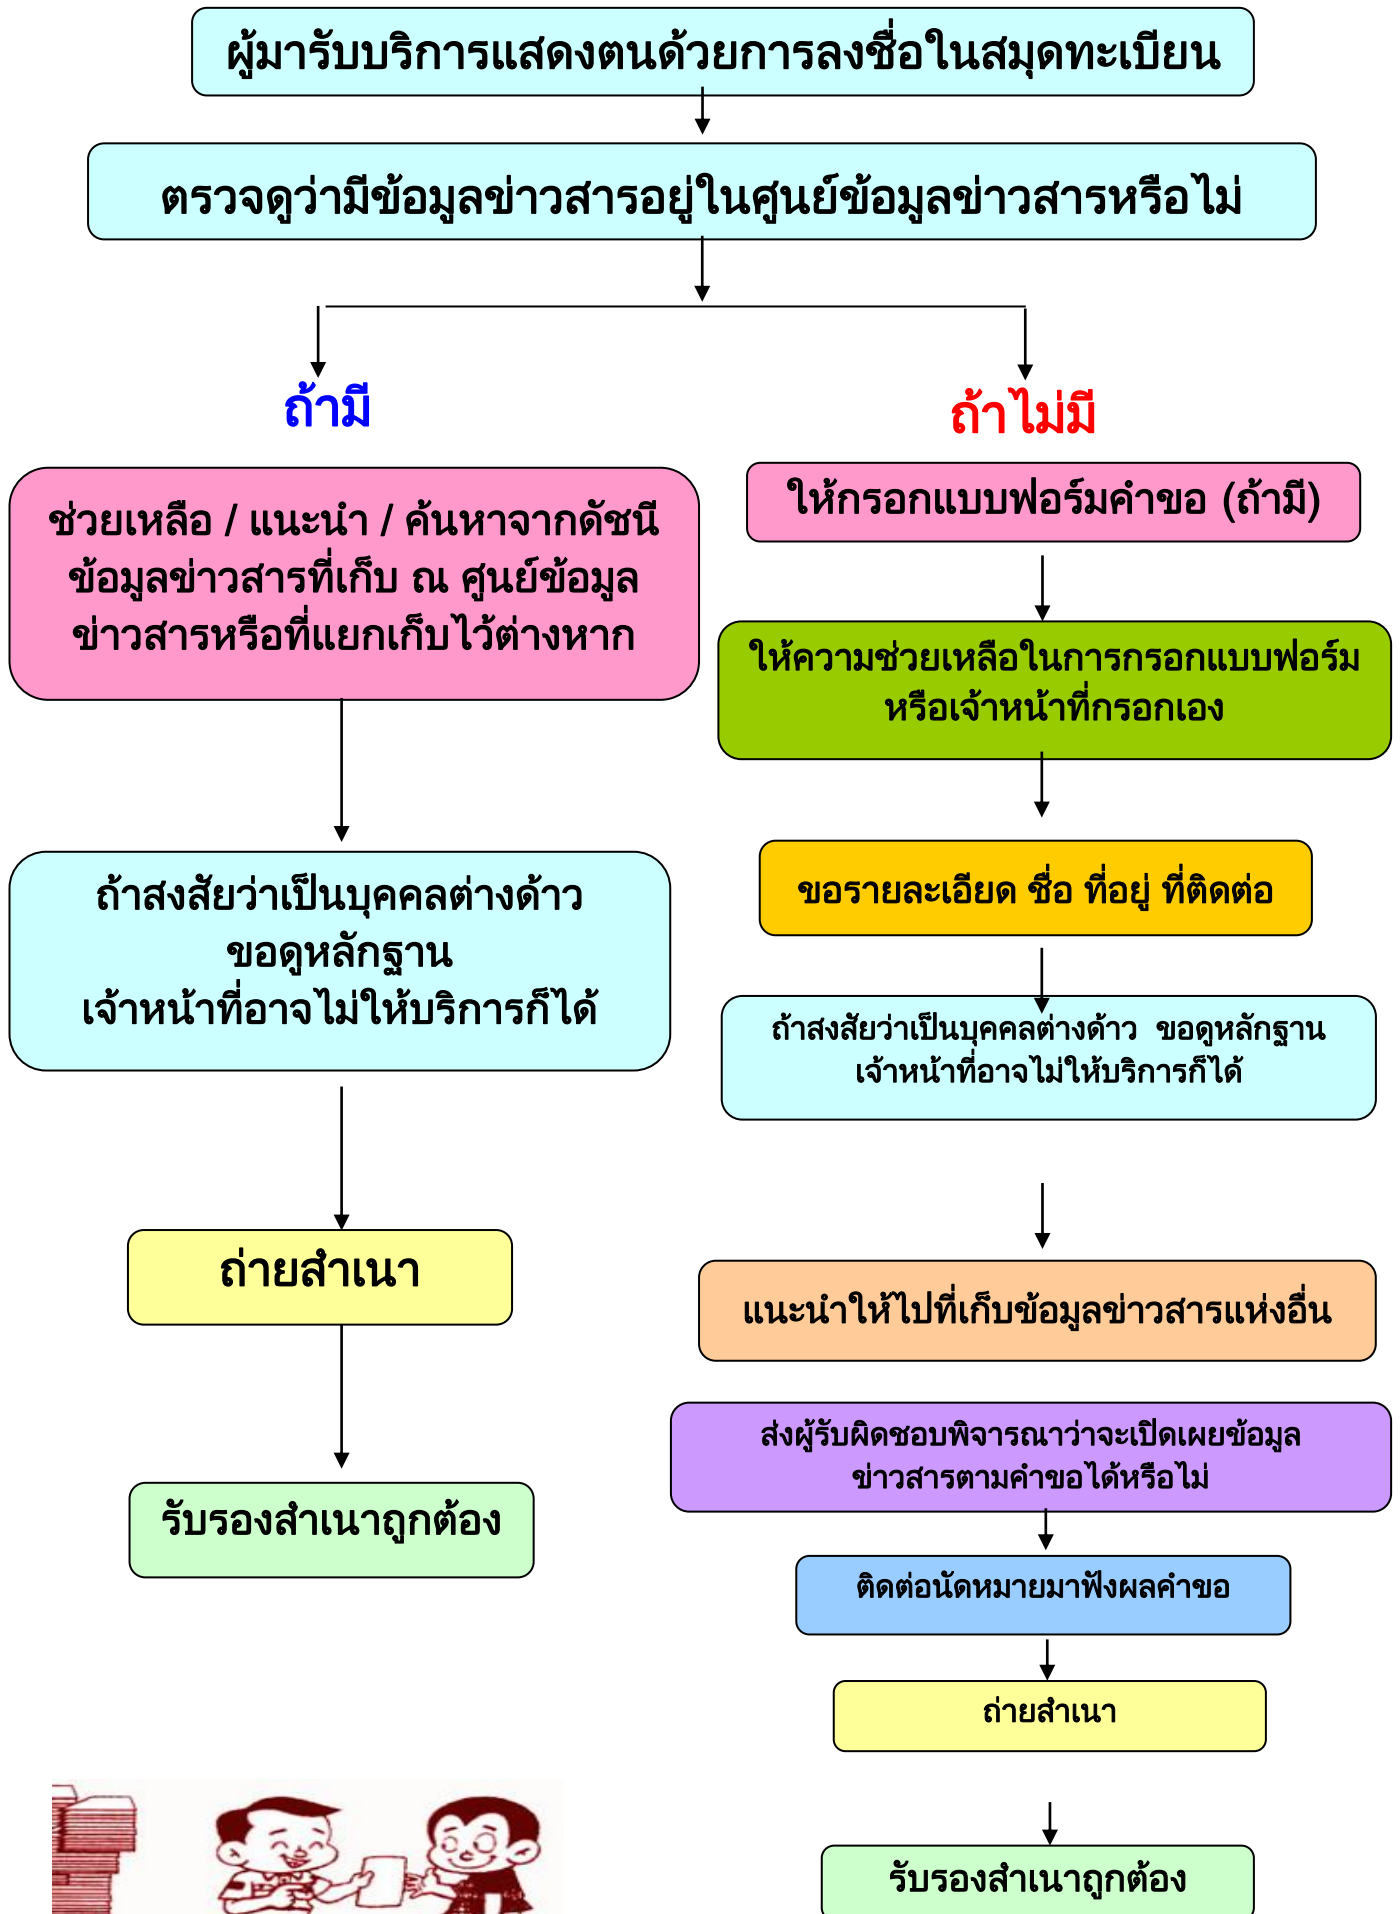 ผู้มารับบริการแสดงตนด้วยการลงชื่อในสมุดทะเบียน
ตรวจดูว่ามีข้อมูลข่าวสารอยู่ในศูนย์ข้อมูลข่าวสารหรือไม่
ถ้ามี
ช่วยเหลือ / แนะนำ / ค้นหาจากดัชนี
ข้อมูลข่าวสารที่เก็บ ณ ศูนย์ข้อมูล
ข่าวสารหรือที่แยกเก็บไว้ต่างหาก
ถ้าสงสัยว่าเป็นบุคคลต่างด้าว
ขอดูหลักฐาน
เจ้าหน้าที่อาจไม่ให้บริการก็ได้
ถ่ายสำเนา
รับรองสำเนาถูกต้อง
ถ้าไม่มี
ให้กรอกแบบฟอร์มคำขอ (ถ้ามี)
ให้ความช่วยเหลือในการกรอกแบบฟอร์ม
หรือเจ้าหน้าที่กรอกเอง
ขอรายละเอียด ชื่อ ที่อยู่ ที่ติดต่อ
ถ้าสงสัยว่าเป็นบุคคลต่างด้าว ขอดูหลักฐาน
เจ้าหน้าที่อาจไม่ให้บริการก็ได้
แนะนำให้ไปที่เก็บข้อมูลข่าวสารแห่งอื่น
ส่งผู้รับผิดชอบพิจารณาว่าจะเปิดเผยข้อมูล
ข่าวสารตามคำขอได้หรือไม่
ติดต่อนัดหมายมาฟังผลคำขอ
ถ่ายสำเนา
รับรองสำเนาถูกต้อง